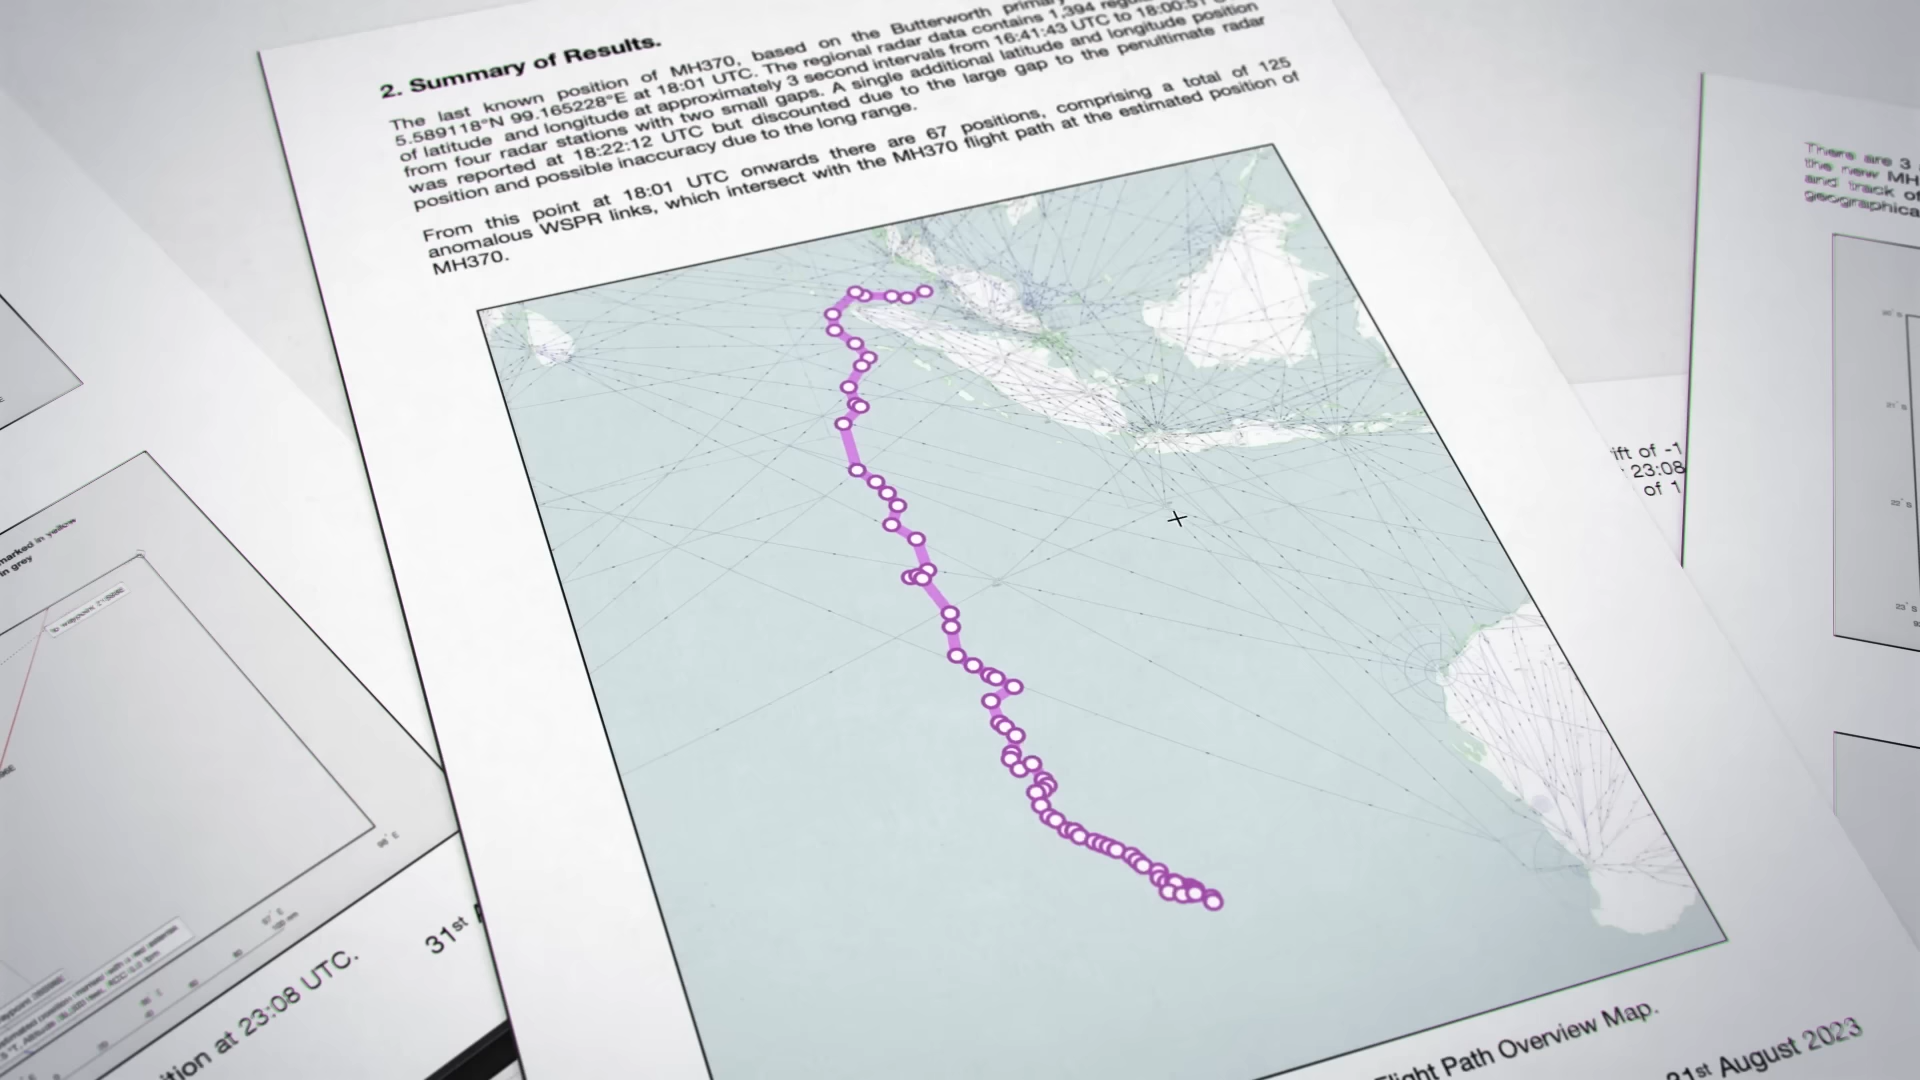 2. Summary of Results.
The last known position of MH370, based on the Butterworth primary
5.589118°N 99.165228°E at 18:01 UTC. The regional radar data contains 1,394
of latitude and longitude at approximately 3 second intervals from 16:41:43 UTC to 18:00:51
from four radar stations with two small gaps. A single additional latitude and longitude position
was reported at 18:22:12 UTC but discounted due to the large gap to the penultimate radar
position and possible inaccuracy due to the long range.
From this point at 18:01 UTC onwards there are 67 positions, comprising a total of 125
anomalous WSPR links, which intersect with the MH370 flight path at the estimated position of
MH370.
Flight Path Overview Map.
31st August 2023
marked in yellow
in grey
ition at 23:08 UTC.
31st
ift of -1
23:08
of 1
There are 3
the new MH
and track of
geographica
21° S
22° S
23° S